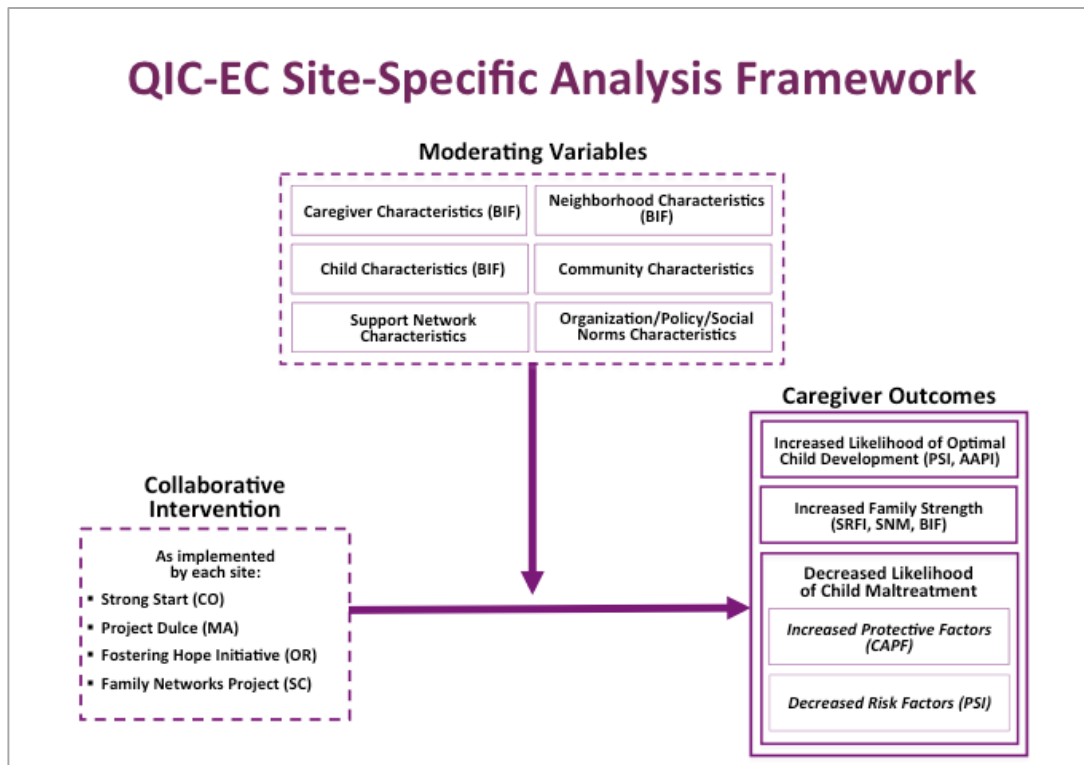 QIC-EC Site-Specific Analysis Framework
Moderating Variables
Caregiver Characteristics (BIF)
Neighborhood Characteristics
(BIF)
Child Characteristics (BIF)
Community Characteristics
Support Network
Characteristics
Organization/Policy/Social
Norms Characteristics
Collaborative
Intervention
As implemented
by each site:
▪ Strong Start (CO)
▪ Project Dulce (MA)
▪ Fostering Hope Initiative (OR)
▪ Family Networks Project (SC)
Caregiver Outcomes
Increased Likelihood of Optimal
Child Development (PSI, AAPI)
Increased Family Strength
(SRFI, SNM, BIF)
Decreased Likelihood
of Child Maltreatment
Increased Protective Factors
(CAPF)
Decreased Risk Factors (PSI)